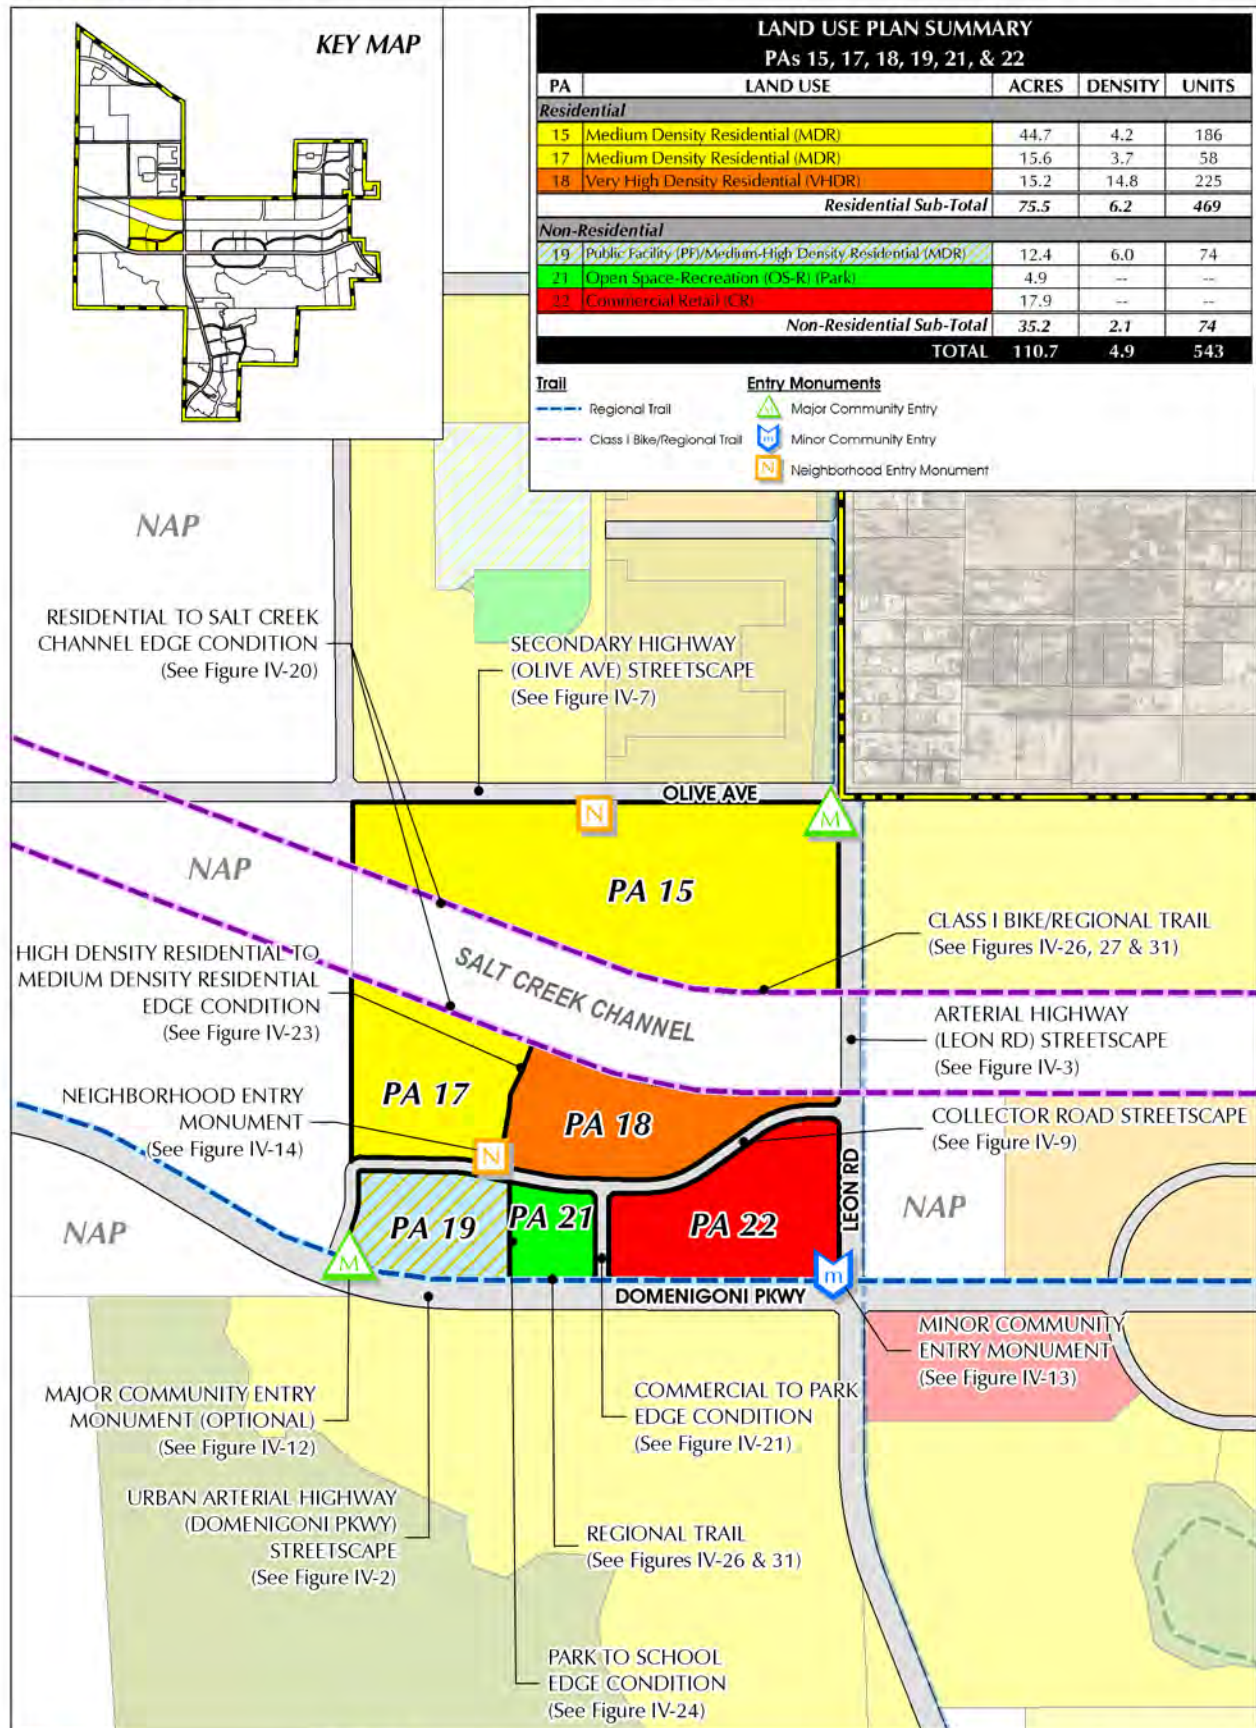 KEY MAP
LAND USE PLAN SUMMARY
PAs 15, 17, 18, 19, 21, & 22
PA LAND USE ACRES DENSITY UNITS
Residential
15 Medium Density Residential (MDR) 44.7 4.2 186
17 Medium Density Residential (MDR) 15.6 3.7 58
18 Very High Density Residential (VHDR) 15.2 14.8 225
Residential Sub-Total 75.5 6.2 469
Non-Residential
19 Public Facility (PF)/Medium-High Density Residential (MDR) 12.4 6.0 74
21 Open Space-Recreation (OS-R) (Park) 4.9 -- --
22 Commercial Retail (CR) 17.9 -- --
Non-Residential Sub-Total 35.2 2.1 74
TOTAL 110.7 4.9 543
Trail
Regional Trail
Class I Bike/Regional Trail
Entry Monuments
M Major Community Entry
m Minor Community Entry
N Neighborhood Entry Monument
NAP
RESIDENTIAL TO SALT CREEK
CHANNEL EDGE CONDITION
(See Figure IV-20)
SECONDARY HIGHWAY
(OLIVE AVE) STREETSCAPE
(See Figure IV-7)
OLIVE AVE
N
M
NAP
PA 15
CLASS I BIKE/REGIONAL TRAIL
(See Figures IV-26, 27 & 31)
HIGH DENSITY RESIDENTIAL TO
MEDIUM DENSITY RESIDENTIAL
EDGE CONDITION
(See Figure IV-23)
SALT CREEK CHANNEL
ARTERIAL HIGHWAY
(LEON RD) STREETSCAPE
(See Figure IV-3)
NEIGHBORHOOD ENTRY
MONUMENT
(See Figure IV-14)
PA 17
N
PA 18
COLLECTOR ROAD STREETSCAPE
(See Figure IV-9)
LEON RD
NAP
NAP
PA 19
PA 21
PA 22
M
m
DOMENIGONI PKWY
MINOR COMMUNITY
ENTRY MONUMENT
(See Figure IV-13)
MAJOR COMMUNITY ENTRY
MONUMENT (OPTIONAL)
(See Figure IV-12)
COMMERCIAL TO PARK
EDGE CONDITION
(See Figure IV-21)
URBAN ARTERIAL HIGHWAY
(DOMENIGONI PKWY)
STREETSCAPE
(See Figure IV-2)
REGIONAL TRAIL
(See Figures IV-26 & 31)
PARK TO SCHOOL
EDGE CONDITION
(See Figure IV-24)